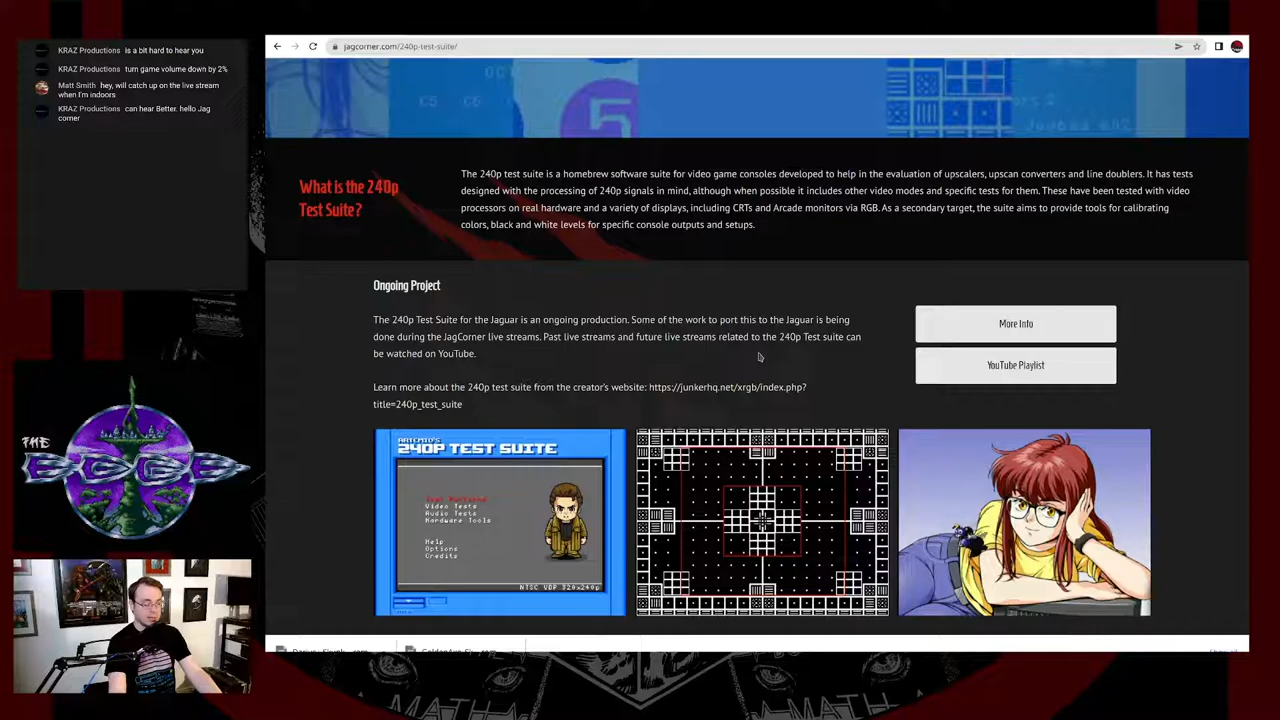 KRAZ Productions Is a bit hard to hear you
KRAZ Productions turn game volume down by 2%
Matt Smith hey, will catch up on the live stream
when I'm indoors
KRAZ Productions can hear Better. hello Jag
corner
jagcorner.com/240p-test-suite/
5
What is the 240p
Test Suite?
The 240p test suite is a homebrew software suite for video game consoles developed to help in the evaluation of upscalers, upscan converters and line doublers. It has tests
designed with the processing of 240p signals in mind, although when possible it includes other video modes and specific tests for them. These have been tested with video
processors on real hardware and a variety of displays, including CRTs and Arcade monitors via RGB. As a secondary target, the suite aims to provide tools for calibrating
colors, black and white levels for specific console outputs and setups.
Ongoing Project
The 240p Test Suite for the Jaguar is an ongoing production. Some of the work to port this to the Jaguar is being
done during the JagCorner live streams. Past live streams and future live streams related to the 240p Test suite can
be watched on YouTube.
Learn more about the 240p test suite from the creator's website: https://junkerhq.net/xrgb/index.php?
title=240p_test_suite
More Info
YouTube Playlist
ARTEMIO'S
240P TEST SUITE
Test Patterns
Video Tests
Audio Tests
Hardware Tools
Help
Options
Credits
NTSC VDP 320x240p
THE
EDGE